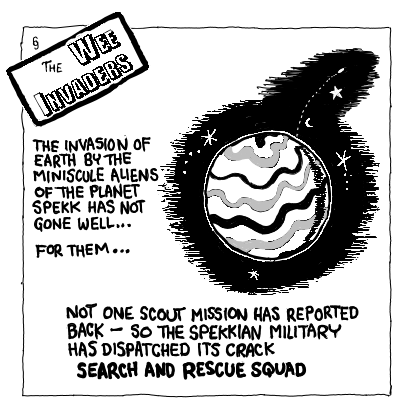 §
THE WEE
INVADERS
THE INVASION OF
EARTH BY THE
MINISCULE ALIENS
OF THE PLANET
SPEKK HAS NOT
GONE WELL...
FOR THEM...
NOT ONE SCOUT MISSION HAS REPORTED
BACK — SO THE SPEKKIAN MILITARY
HAS DISPATCHED ITS CRACK
SEARCH AND RESCUE SQUAD